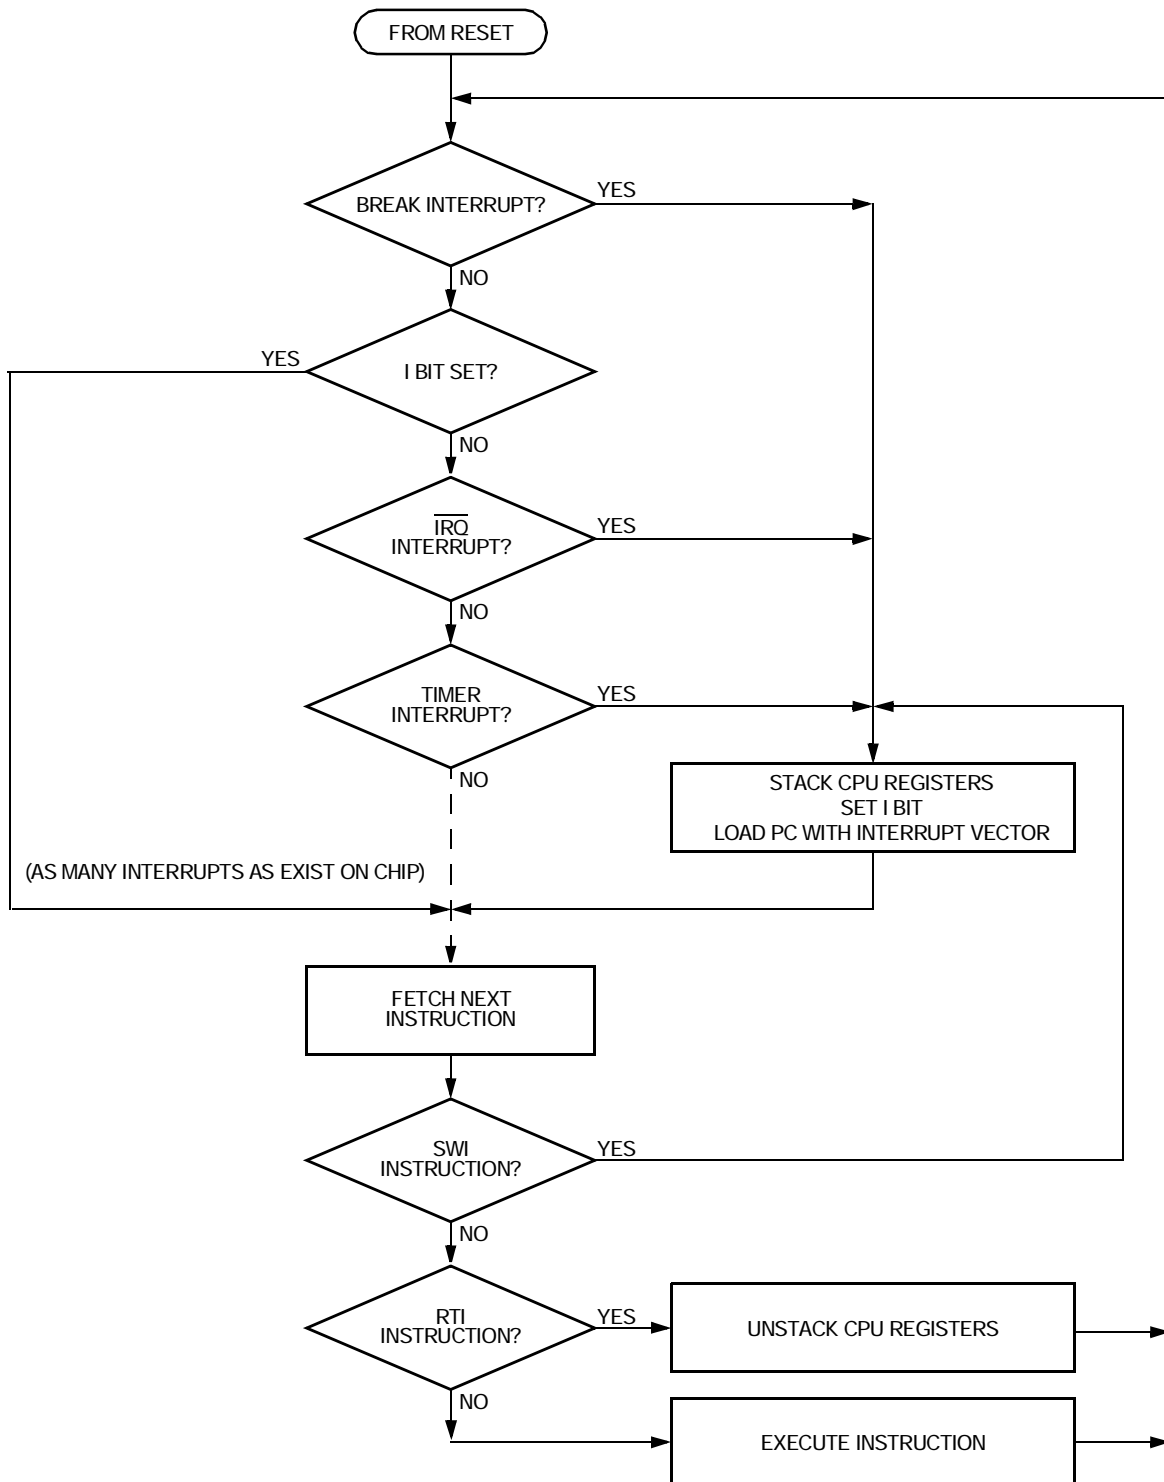 FROM RESET
BREAK INTERRUPT?
YES
NO
YES
I BIT SET?
NO
IRQ
INTERRUPT?
YES
NO
TIMER
INTERRUPT?
YES
NO
STACK CPU REGISTERS
SET I BIT
LOAD PC WITH INTERRUPT VECTOR
(AS MANY INTERRUPTS AS EXIST ON CHIP)
FETCH NEXT
INSTRUCTION
SWI
INSTRUCTION?
YES
NO
RTI
INSTRUCTION?
YES
UNSTACK CPU REGISTERS
NO
EXECUTE INSTRUCTION